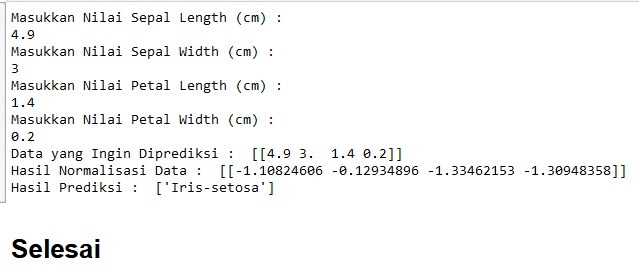 Masukkan Nilai Sepal Length (cm) :
4.9
Masukkan Nilai Sepal Width (cm) :
3
Masukkan Nilai Petal Length (cm) :
1.4
Masukkan Nilai Petal Width (cm) :
0.2
Data yang Ingin Diprediksi :  [[4.9 3.  1.4 0.2]]
Hasil Normalisasi Data :  [[-1.10824606 -0.12934896 -1.33462153 -1.30948358]]
Hasil Prediksi :  ['Iris-setosa']
Selesai